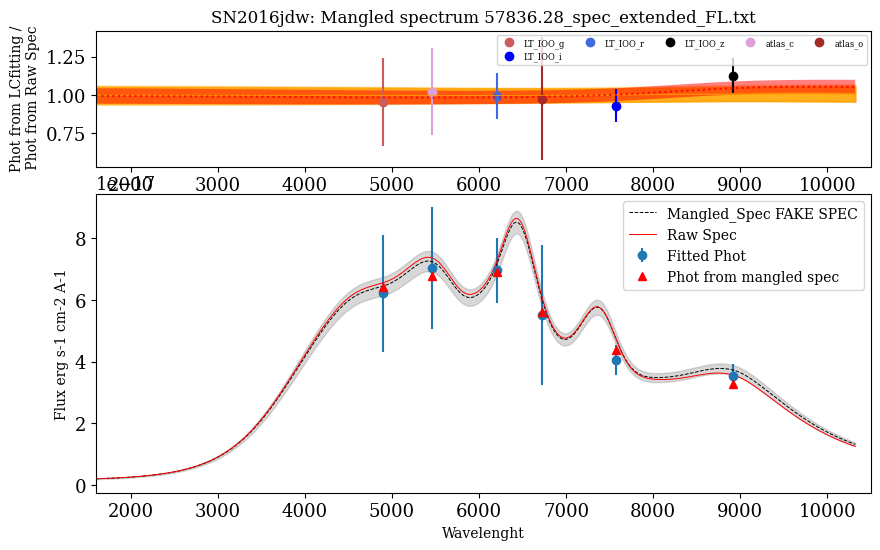 SN2016jdw: Mangled spectrum 57836.28_spec_extended_FL.txt
Phot from LCfitting /
Phot from Raw Spec
1.25
1.00
0.75
LT_IOO_g
LT_IOO_i
LT_IOO_r
LT_IOO_z
atlas_c
atlas_o
2000 3000 4000 5000 6000 7000 8000 9000 10000
Flux erg s-1 cm-2 A-1
8
6
4
2
0
Mangled_Spec FAKE SPEC
Raw Spec
Fitted Phot
Phot from mangled spec
2000 3000 4000 5000 6000 7000 8000 9000 10000
Wavelenght